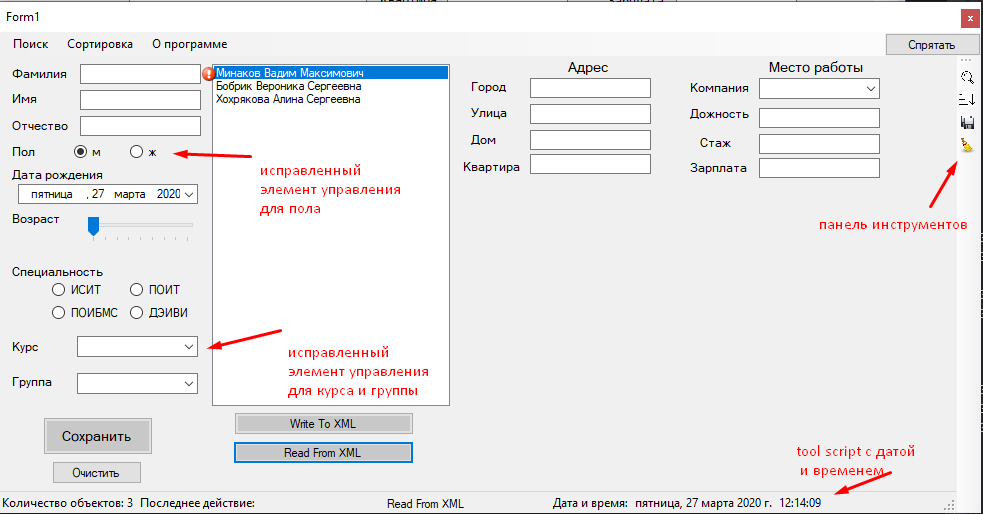 Form1
Поиск Сортировка О программе
Спрятать
Фамилия
Имя
Отчество
Пол м ж
Дата рождения
пятница , 27 марта 2020
Возраст
Специальность
ИСИТ ПОИТ
ПОИБМС ДЭИВИ
Курс
Группа
Сохранить
Очистить
Минаков Вадим Максимович
Бобрик Вероника Сергеевна
Хохрякова Алина Сергеевна
исправленный
элемент управления
для пола
исправленный
элемент управления
для курса и группы
Write To XML
Read From XML
Адрес
Город
Улица
Дом
Квартира
Место работы
Компания
Дожность
Стаж
Зарплата
панель инструментов
tool script с датой
и временем
Количество объектов: 3 Последнее действие: Read From XML Дата и время: пятница, 27 марта 2020 г. 12:14:09